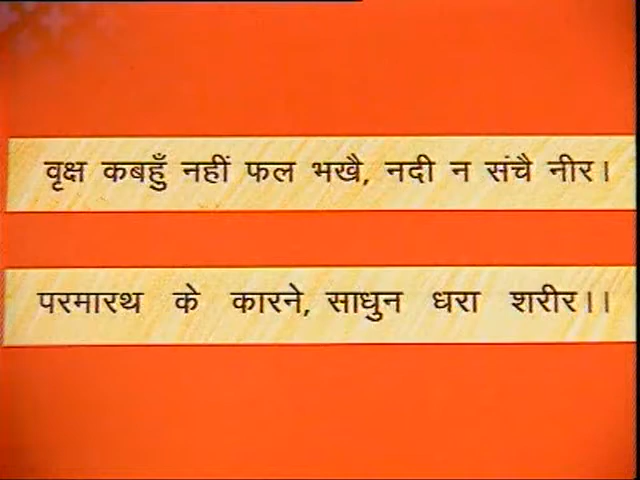 वृक्ष कबहुँ नहीं फल भखै, नदी न संचै नीर।
परमारथ के कारने, साधुन धरा शरीर।।